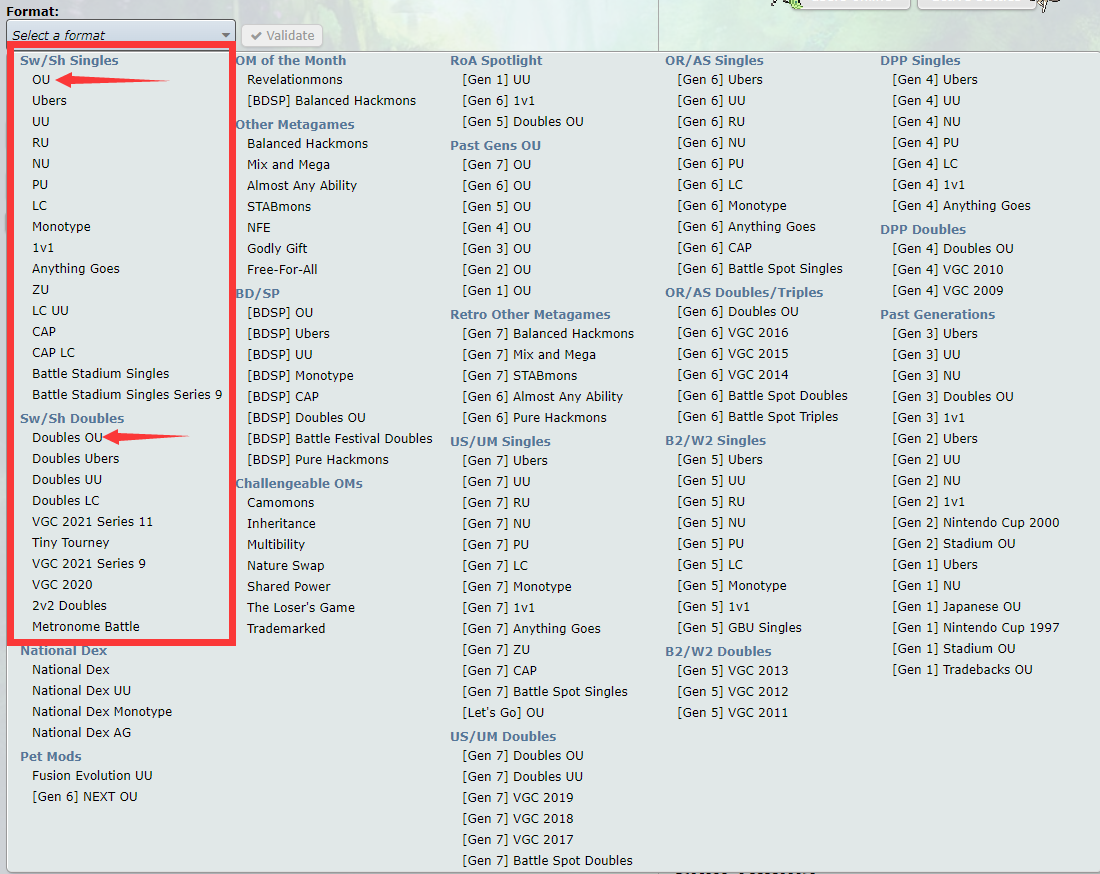 Format:
Select a format
Validate
Sw/Sh Singles
OU
Ubers
UU
RU
NU
PU
LC
Monotype
1v1
Anything Goes
ZU
LC UU
CAP
CAP LC
Battle Stadium Singles
Battle Stadium Singles Series 9
Sw/Sh Doubles
Doubles OU
Doubles Ubers
Doubles UU
Doubles LC
VGC 2021 Series 11
Tiny Tourney
VGC 2021 Series 9
VGC 2020
2v2 Doubles
Metronome Battle
National Dex
National Dex
National Dex UU
National Dex Monotype
National Dex AG
Pet Mods
Fusion Evolution UU
[Gen 6] NEXT OU
OM of the Month
Revelationmons
[BDSP] Balanced Hackmons
Other Metagames
Balanced Hackmons
Mix and Mega
Almost Any Ability
STABmons
NFE
Godly Gift
Free-For-All
BD/SP
[BDSP] OU
[BDSP] Ubers
[BDSP] UU
[BDSP] Monotype
[BDSP] CAP
[BDSP] Doubles OU
[BDSP] Battle Festival Doubles
[BDSP] Pure Hackmons
Challengeable OMs
Camomons
Inheritance
Multibility
Nature Swap
Shared Power
The Loser's Game
Trademarked
RoA Spotlight
[Gen 1] UU
[Gen 6] 1v1
[Gen 5] Doubles OU
Past Gens OU
[Gen 7] OU
[Gen 6] OU
[Gen 5] OU
[Gen 4] OU
[Gen 3] OU
[Gen 2] OU
[Gen 1] OU
Retro Other Metagames
[Gen 7] Balanced Hackmons
[Gen 7] Mix and Mega
[Gen 7] STABmons
[Gen 6] Almost Any Ability
[Gen 6] Pure Hackmons
US/UM Singles
[Gen 7] Ubers
[Gen 7] UU
[Gen 7] RU
[Gen 7] NU
[Gen 7] PU
[Gen 7] LC
[Gen 7] Monotype
[Gen 7] 1v1
[Gen 7] Anything Goes
[Gen 7] ZU
[Gen 7] CAP
[Gen 7] Battle Spot Singles
[Let's Go] OU
US/UM Doubles
[Gen 7] Doubles OU
[Gen 7] Doubles UU
[Gen 7] VGC 2019
[Gen 7] VGC 2018
[Gen 7] VGC 2017
[Gen 7] Battle Spot Doubles
OR/AS Singles
[Gen 6] Ubers
[Gen 6] UU
[Gen 6] RU
[Gen 6] NU
[Gen 6] PU
[Gen 6] LC
[Gen 6] Monotype
[Gen 6] Anything Goes
[Gen 6] CAP
[Gen 6] Battle Spot Singles
OR/AS Doubles/Triples
[Gen 6] Doubles OU
[Gen 6] VGC 2016
[Gen 6] VGC 2015
[Gen 6] VGC 2014
[Gen 6] Battle Spot Doubles
[Gen 6] Battle Spot Triples
B2/W2 Singles
[Gen 5] Ubers
[Gen 5] UU
[Gen 5] RU
[Gen 5] NU
[Gen 5] PU
[Gen 5] LC
[Gen 5] Monotype
[Gen 5] 1v1
[Gen 5] GBU Singles
B2/W2 Doubles
[Gen 5] VGC 2013
[Gen 5] VGC 2012
[Gen 5] VGC 2011
DPP Singles
[Gen 4] Ubers
[Gen 4] UU
[Gen 4] NU
[Gen 4] PU
[Gen 4] LC
[Gen 4] 1v1
[Gen 4] Anything Goes
DPP Doubles
[Gen 4] Doubles OU
[Gen 4] VGC 2010
[Gen 4] VGC 2009
Past Generations
[Gen 3] Ubers
[Gen 3] UU
[Gen 3] NU
[Gen 3] Doubles OU
[Gen 3] 1v1
[Gen 2] Ubers
[Gen 2] UU
[Gen 2] NU
[Gen 2] 1v1
[Gen 2] Nintendo Cup 2000
[Gen 2] Stadium OU
[Gen 1] Ubers
[Gen 1] NU
[Gen 1] Japanese OU
[Gen 1] Nintendo Cup 1997
[Gen 1] Stadium OU
[Gen 1] Tradebacks OU